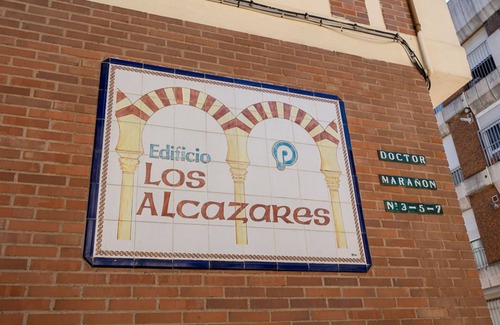 Edificio
LOS
ALCAZARES
P
DOCTOR
MARAÑON
Nº 3-5-7